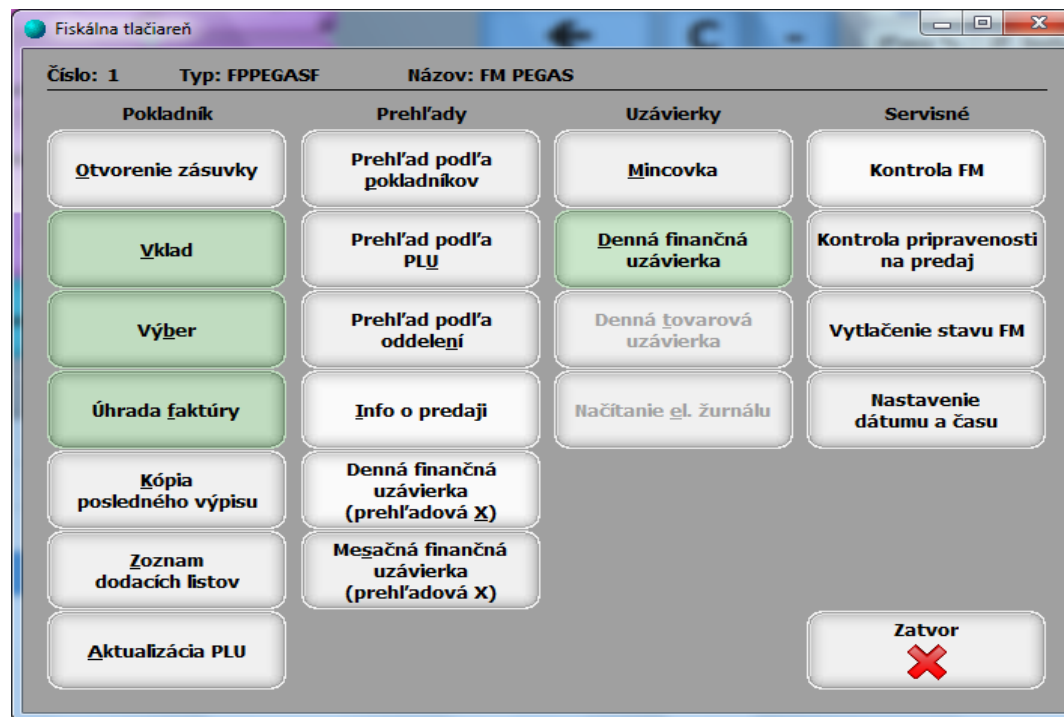 Fiskálna tlačiareň
Číslo: 1 Typ: FPPEGASF Názov: FM PEGAS
Pokladník
Otvorenie zásuvky
Vklad
Výber
Úhrada faktúry
Kópia
posledného výpisu
Zoznam
dodacích listov
Aktualizácia PLU
Prehľady
Prehľad podľa
pokladníkov
Prehľad podľa
PLU
Prehľad podľa
oddelení
Info o predaji
Denná finančná
uzávierka
(prehľadová X)
Mesačná finančná
uzávierka
(prehľadová X)
Uzávierky
Mincovka
Denná finančná
uzávierka
Denná tovarová
uzávierka
Načítanie el. žurnálu
Servisné
Kontrola FM
Kontrola pripravenosti
na predaj
Vytlačenie stavu FM
Nastavenie
dátumu a času
Zatvor